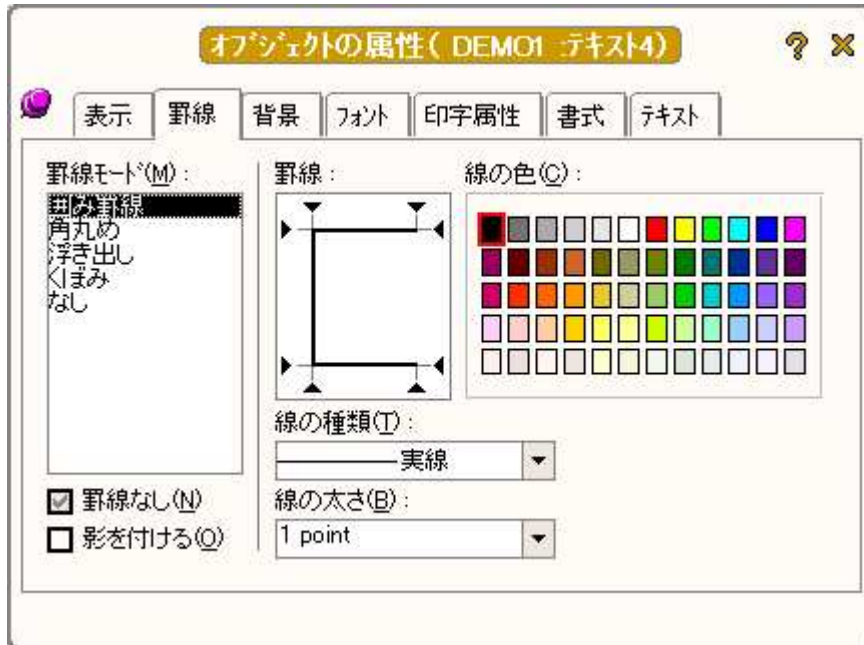 オブジェクトの属性( DEMO1 :テキスト4)
表示 罫線 背景 フォント 印字属性 書式 テキスト
罫線モード(M) :
囲み罫線
角丸め
浮き出し
くぼみ
なし
罫線なし(N)
影を付ける(O)
罫線 :
線の種類(T) :
実線
線の太さ(B) :
1 point
線の色(C) :